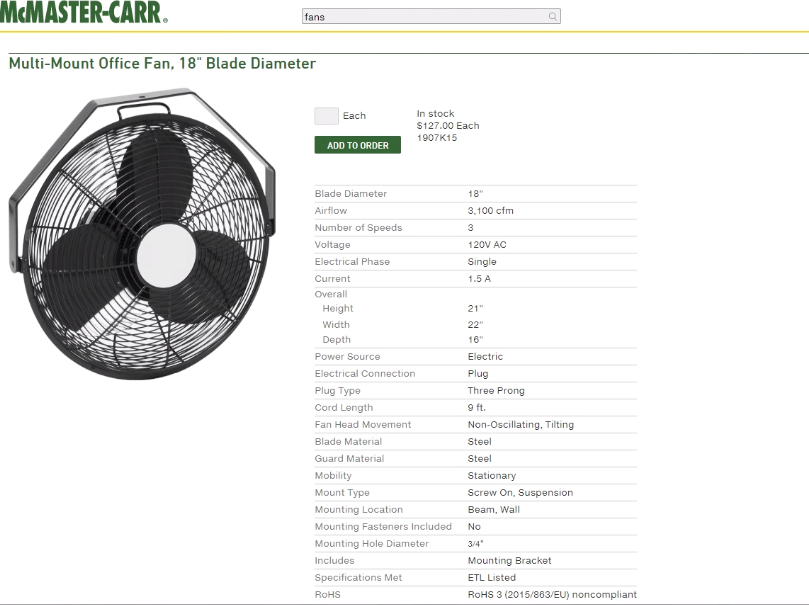 McMASTER-CARR®
fans
Multi-Mount Office Fan, 18" Blade Diameter
Each
In stock
$127.00 Each
1907K15
ADD TO ORDER
Blade Diameter 18"
Airflow 3,100 cfm
Number of Speeds 3
Voltage 120V AC
Electrical Phase Single
Current 1.5 A
Overall
Height 21"
Width 22"
Depth 16"
Power Source Electric
Electrical Connection Plug
Plug Type Three Prong
Cord Length 9 ft.
Fan Head Movement Non-Oscillating, Tilting
Blade Material Steel
Guard Material Steel
Mobility Stationary
Mount Type Screw On, Suspension
Mounting Location Beam, Wall
Mounting Fasteners Included No
Mounting Hole Diameter 3/4"
Includes Mounting Bracket
Specifications Met ETL Listed
RoHS RoHS 3 (2015/863/EU) noncompliant